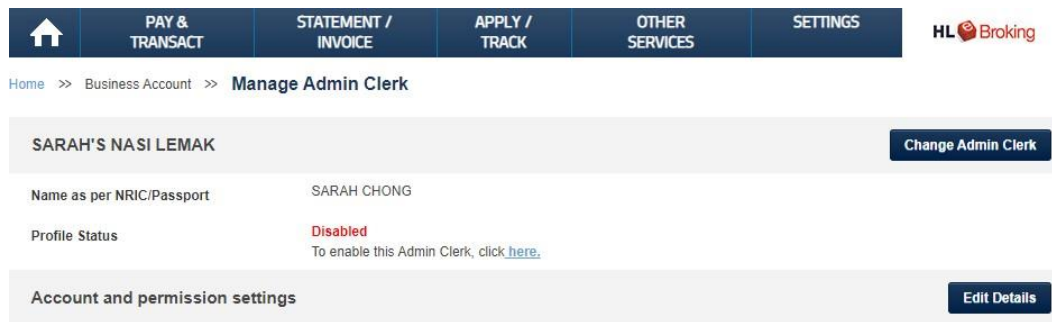 PAY & TRANSACT
STATEMENT / INVOICE
APPLY / TRACK
OTHER SERVICES
SETTINGS
HL e Broking
Home >> Business Account >> Manage Admin Clerk
SARAH'S NASI LEMAK
Change Admin Clerk
Name as per NRIC/Passport SARAH CHONG
Profile Status Disabled
To enable this Admin Clerk, click here.
Account and permission settings
Edit Details